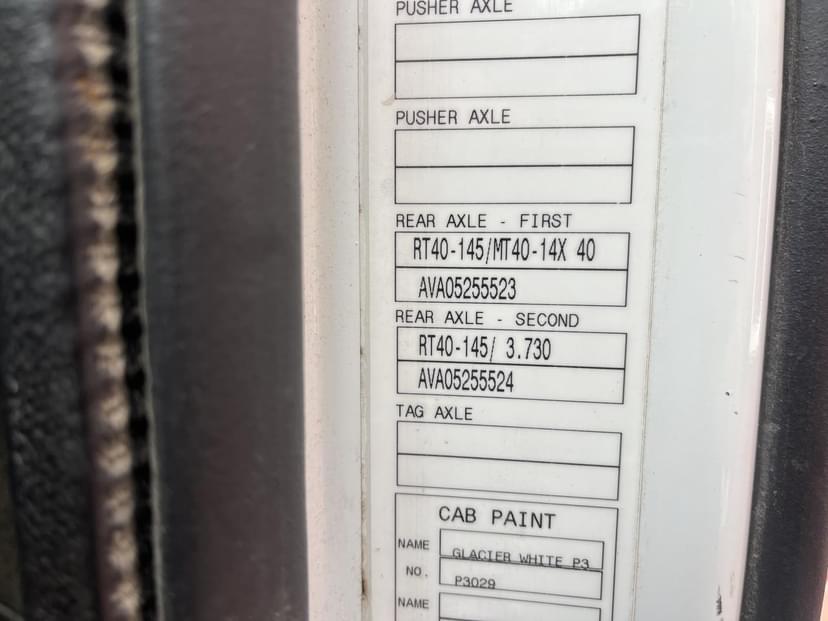 PUSHER AXLE
PUSHER AXLE
REAR AXLE - FIRST
RT40-145/MT40-14X 40
AVA05255523
REAR AXLE - SECOND
RT40-145/ 3.730
AVA05255524
TAG AXLE
CAB PAINT
NAME GLACIER WHITE P3
NO. P3029
NAME